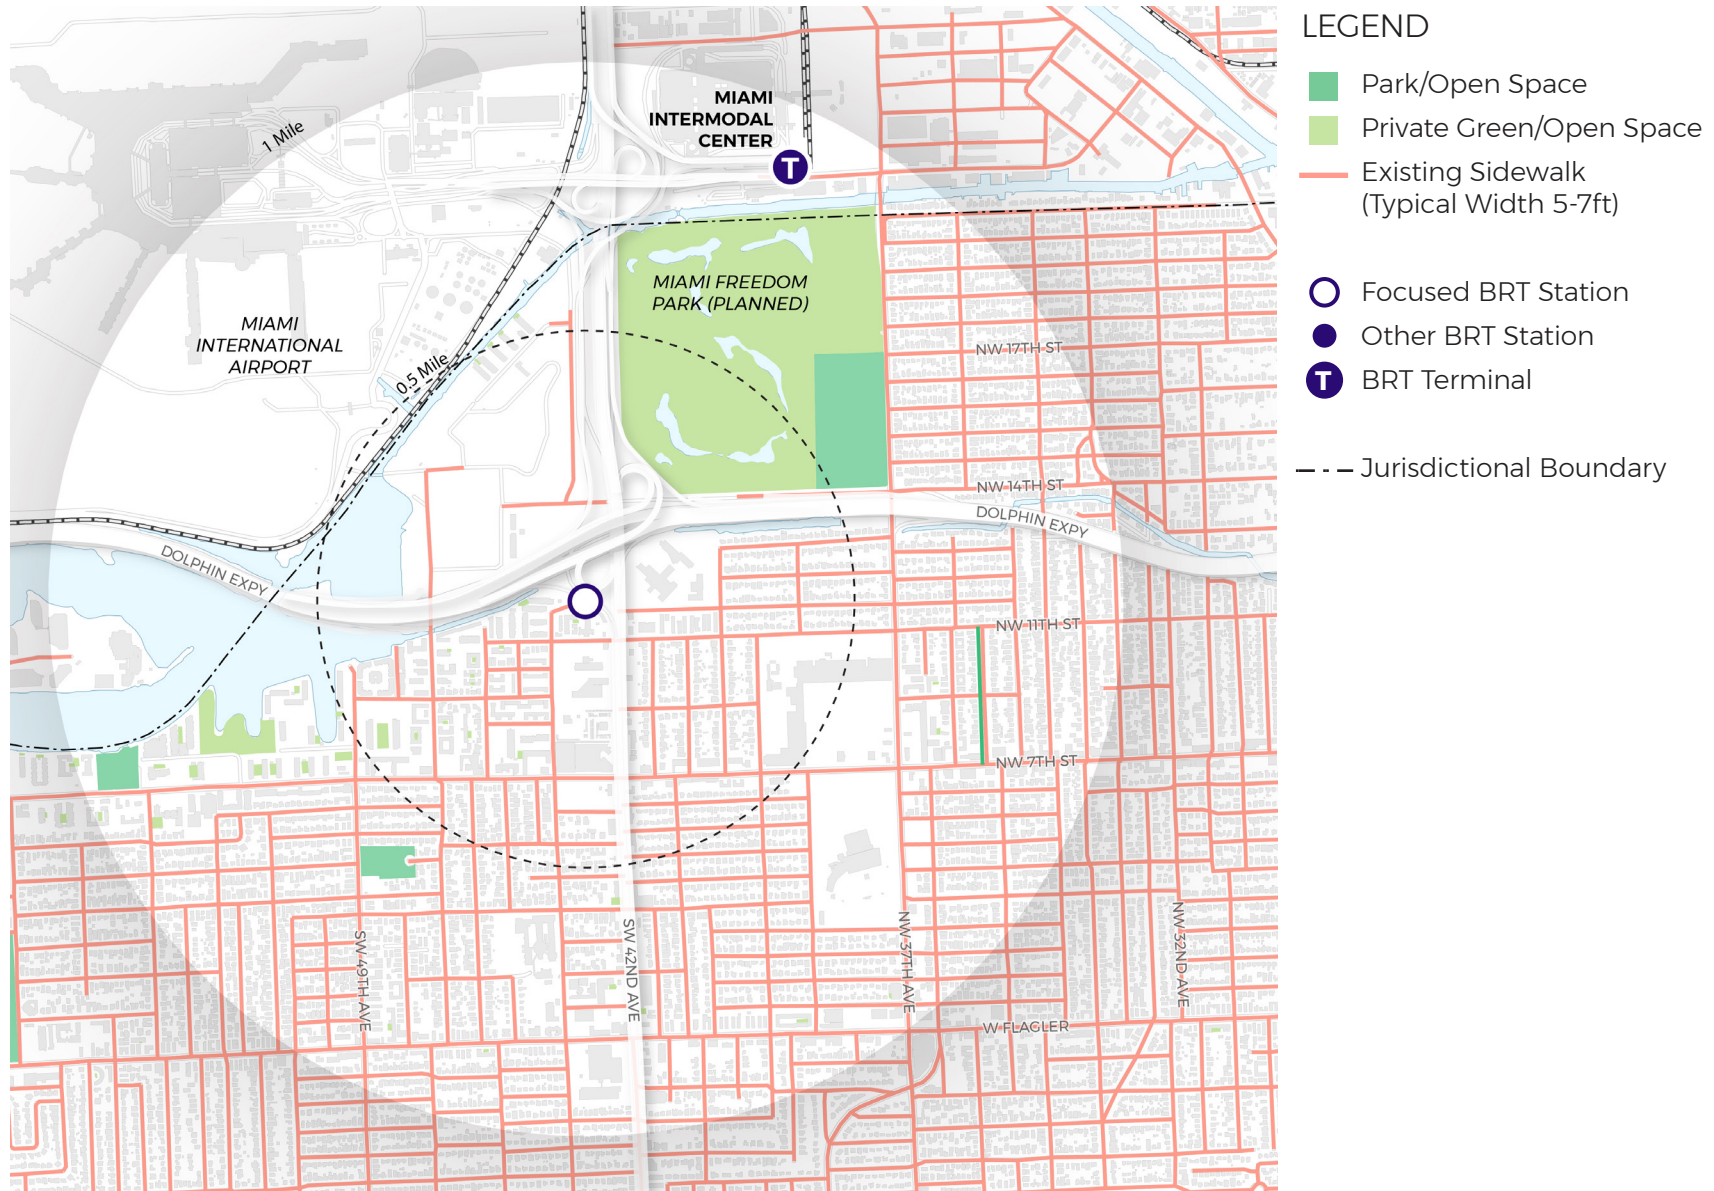 LEGEND
Park/Open Space
Private Green/Open Space
Existing Sidewalk
(Typical Width 5-7ft)
Focused BRT Station
Other BRT Station
T
BRT Terminal
Jurisdictional Boundary
MIAMI
INTERMODAL
CENTER
T
1 Mile
MIAMI FREEDOM
PARK (PLANNED)
MIAMI
INTERNATIONAL
AIRPORT
0.5 Mile
NW 17TH ST
NW 14TH ST
DOLPHIN EXPY
DOLPHIN EXPY
NW 11TH ST
NW 7TH ST
SW 49TH AVE
SW 42ND AVE
NW 37TH AVE
NW 32ND AVE
W FLAGLER